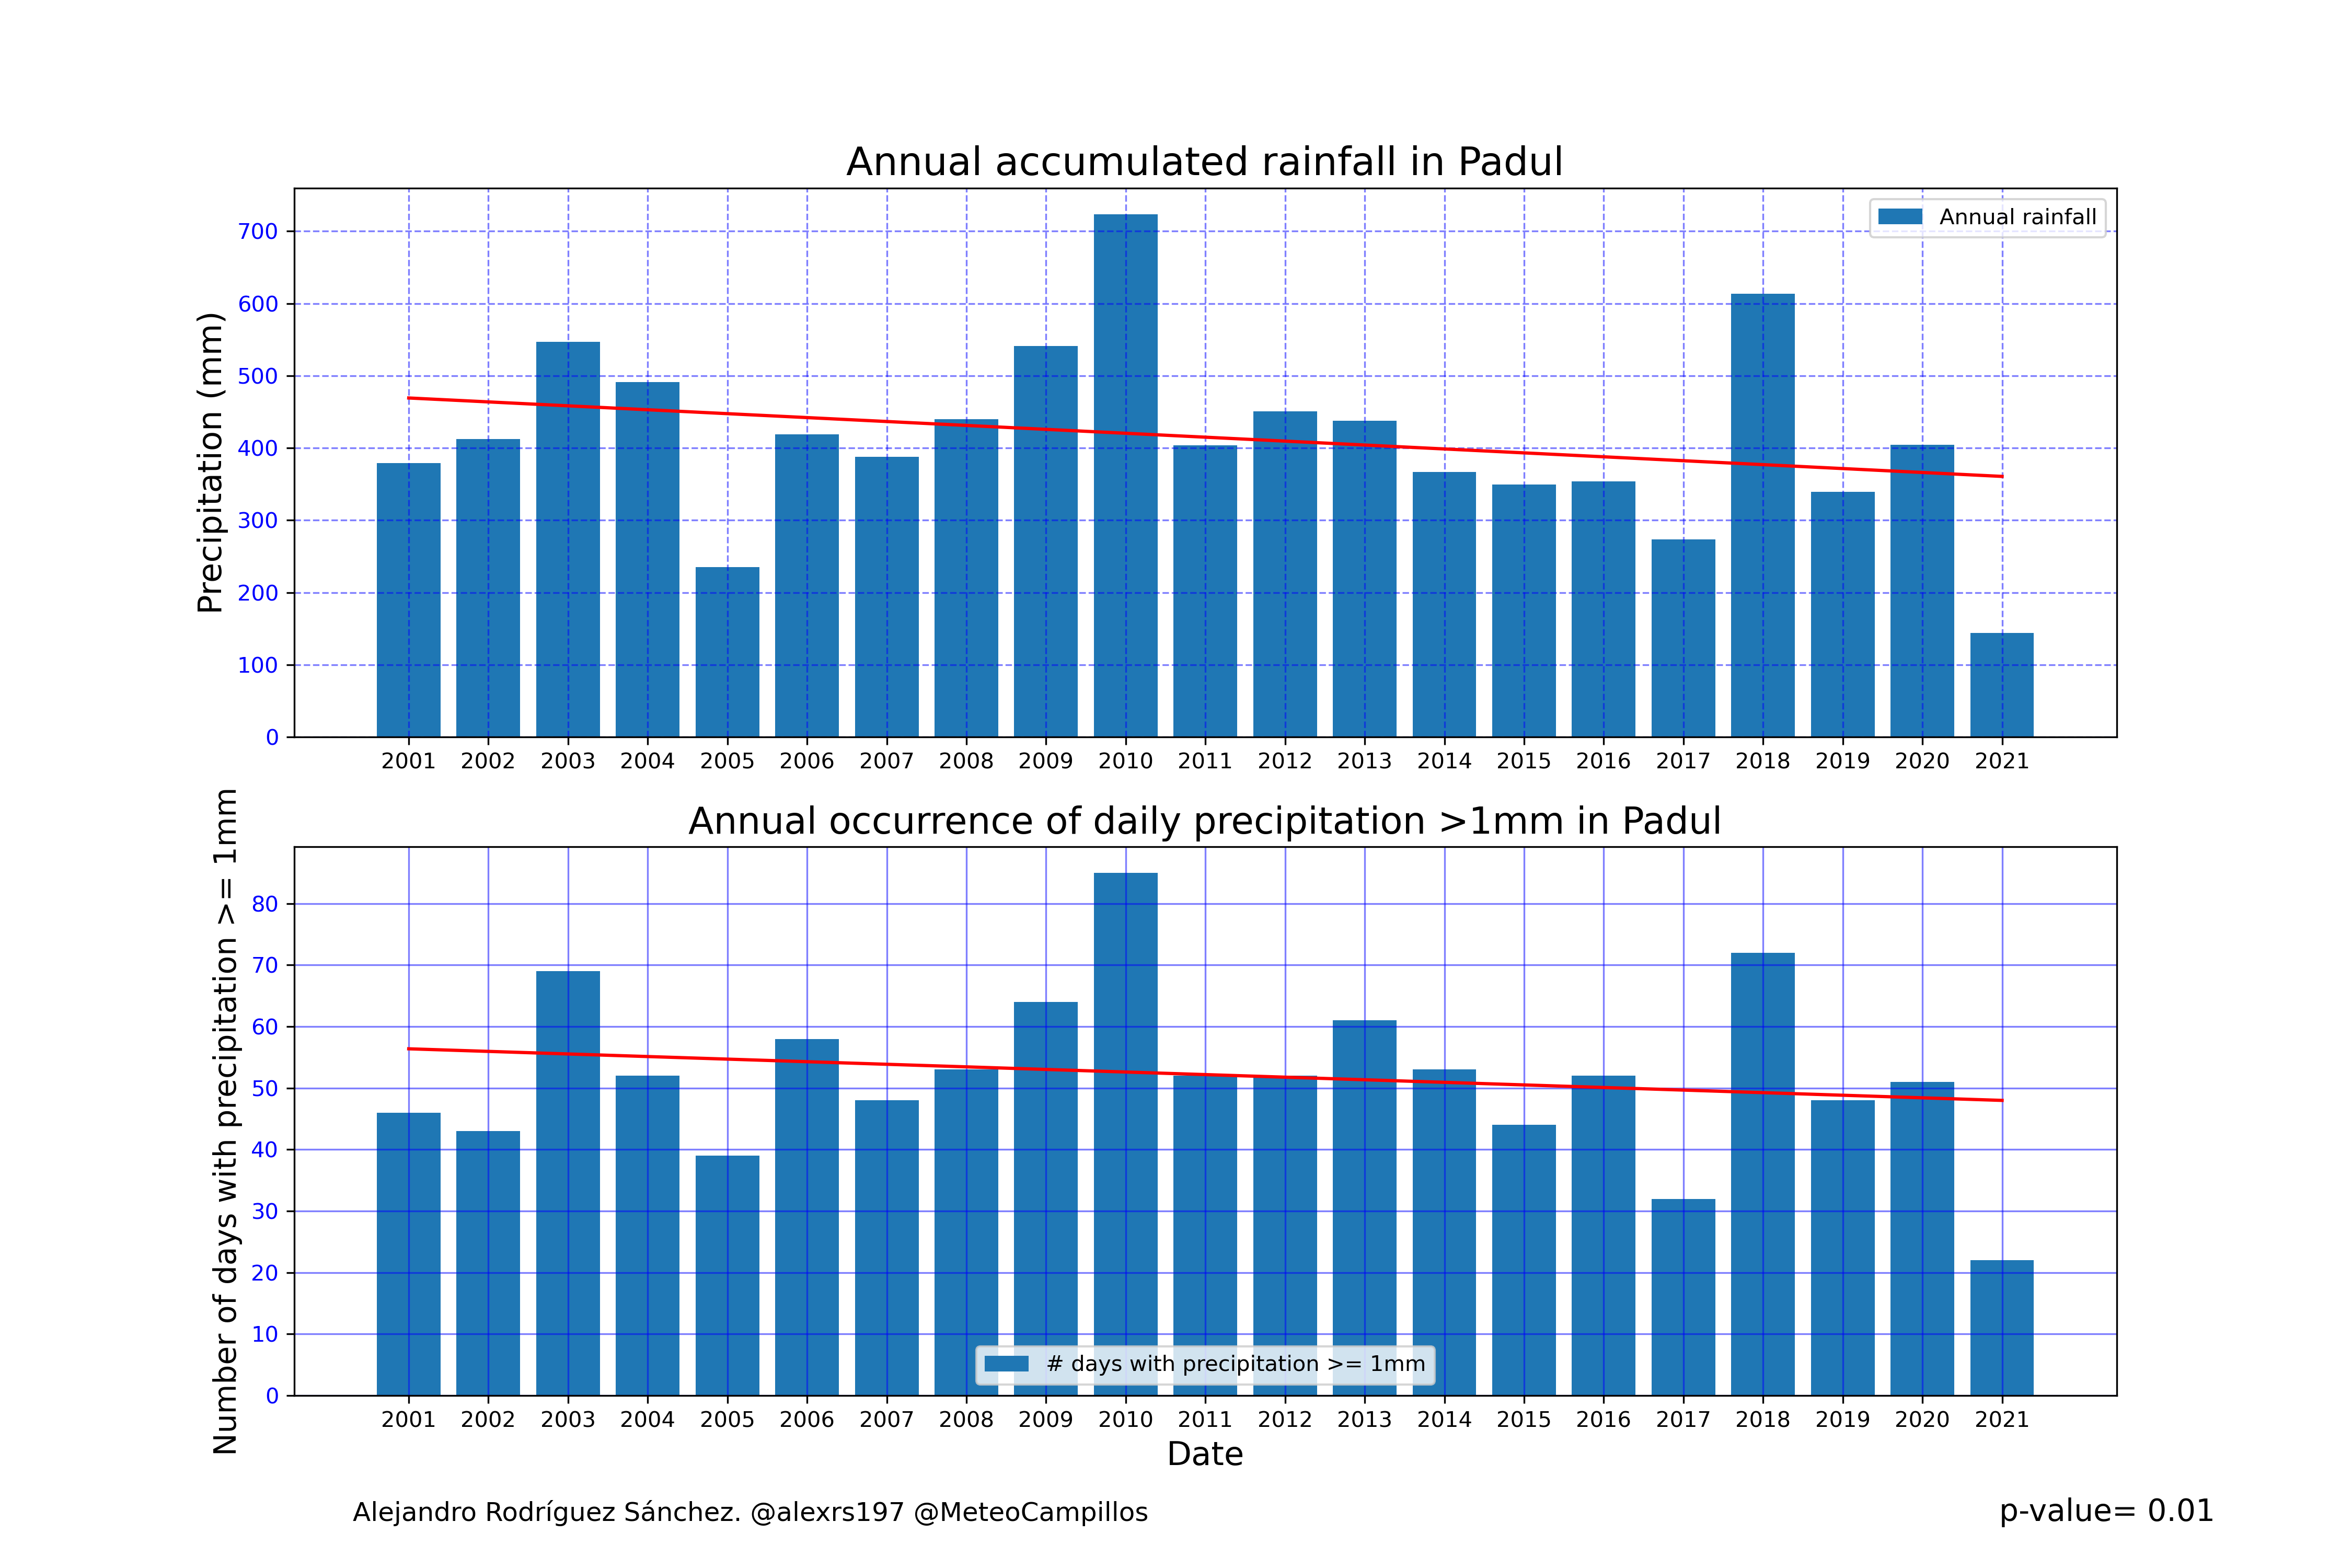 Annual accumulated rainfall in Padul
Precipitation (mm)
700
600
500
400
300
200
100
0
Annual rainfall
2001 2002 2003 2004 2005 2006 2007 2008 2009 2010 2011 2012 2013 2014 2015 2016 2017 2018 2019 2020 2021
Annual occurrence of daily precipitation >1mm in Padul
Number of days with precipitation >= 1mm
80
70
60
50
40
30
20
10
0
# days with precipitation >= 1mm
2001 2002 2003 2004 2005 2006 2007 2008 2009 2010 2011 2012 2013 2014 2015 2016 2017 2018 2019 2020 2021
Date
Alejandro Rodríguez Sánchez. @alexrs197 @MeteoCampillos
p-value= 0.01